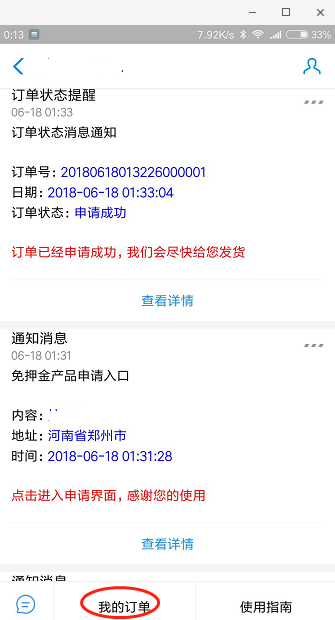 0:13
7.92K/s
33%
订单状态提醒
06-18 01:33
订单状态消息通知
订单号: 20180618013226000001
日期: 2018-06-18 01:33:04
订单状态: 申请成功
订单已经申请成功, 我们会尽快给您发货
查看详情
通知消息
06-18 01:31
免押金产品申请入口
内容:
地址: 河南省郑州市
时间: 2018-06-18 01:31:28
点击进入申请界面, 感谢您的使用
查看详情
通知消息
我的订单
使用指南